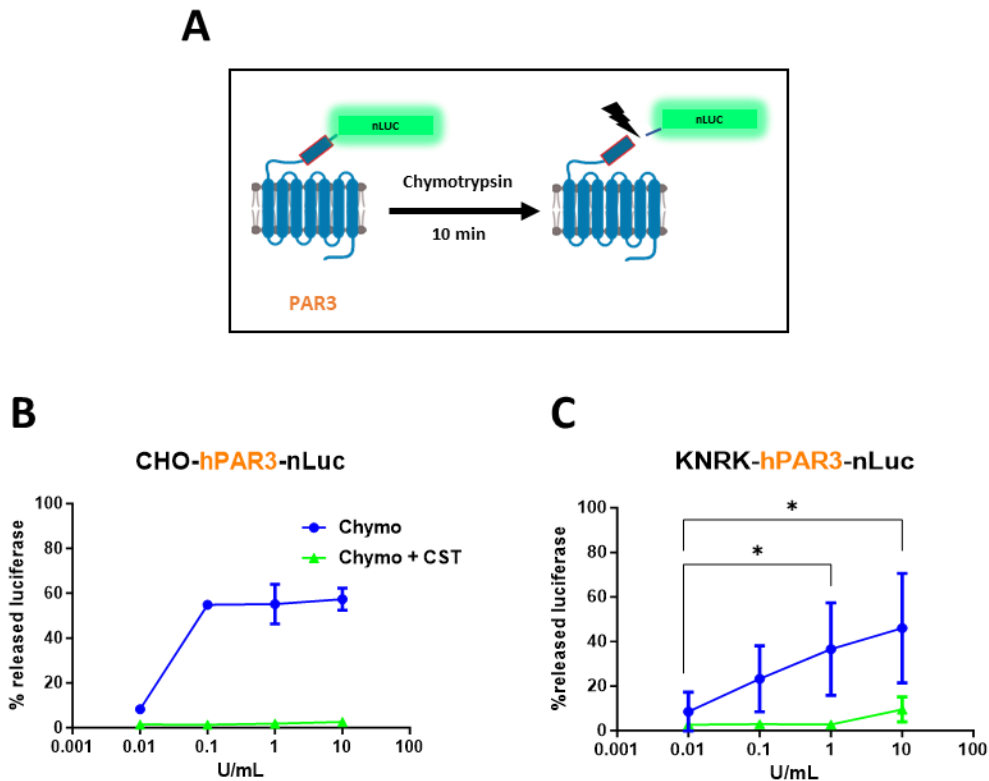 A
nLUC
nLUC
Chymotrypsin
10 min
PAR3
B
CHO-hPAR3-nLuc
% released luciferase
100
80
60
40
20
0
0.001
0.01
0.1
1
10
100
U/mL
Chymo
Chymo + CST
C
KNRK-hPAR3-nLuc
%released luciferase
100
80
60
40
20
0
0.001
0.01
0.1
1
10
100
U/mL
*
*